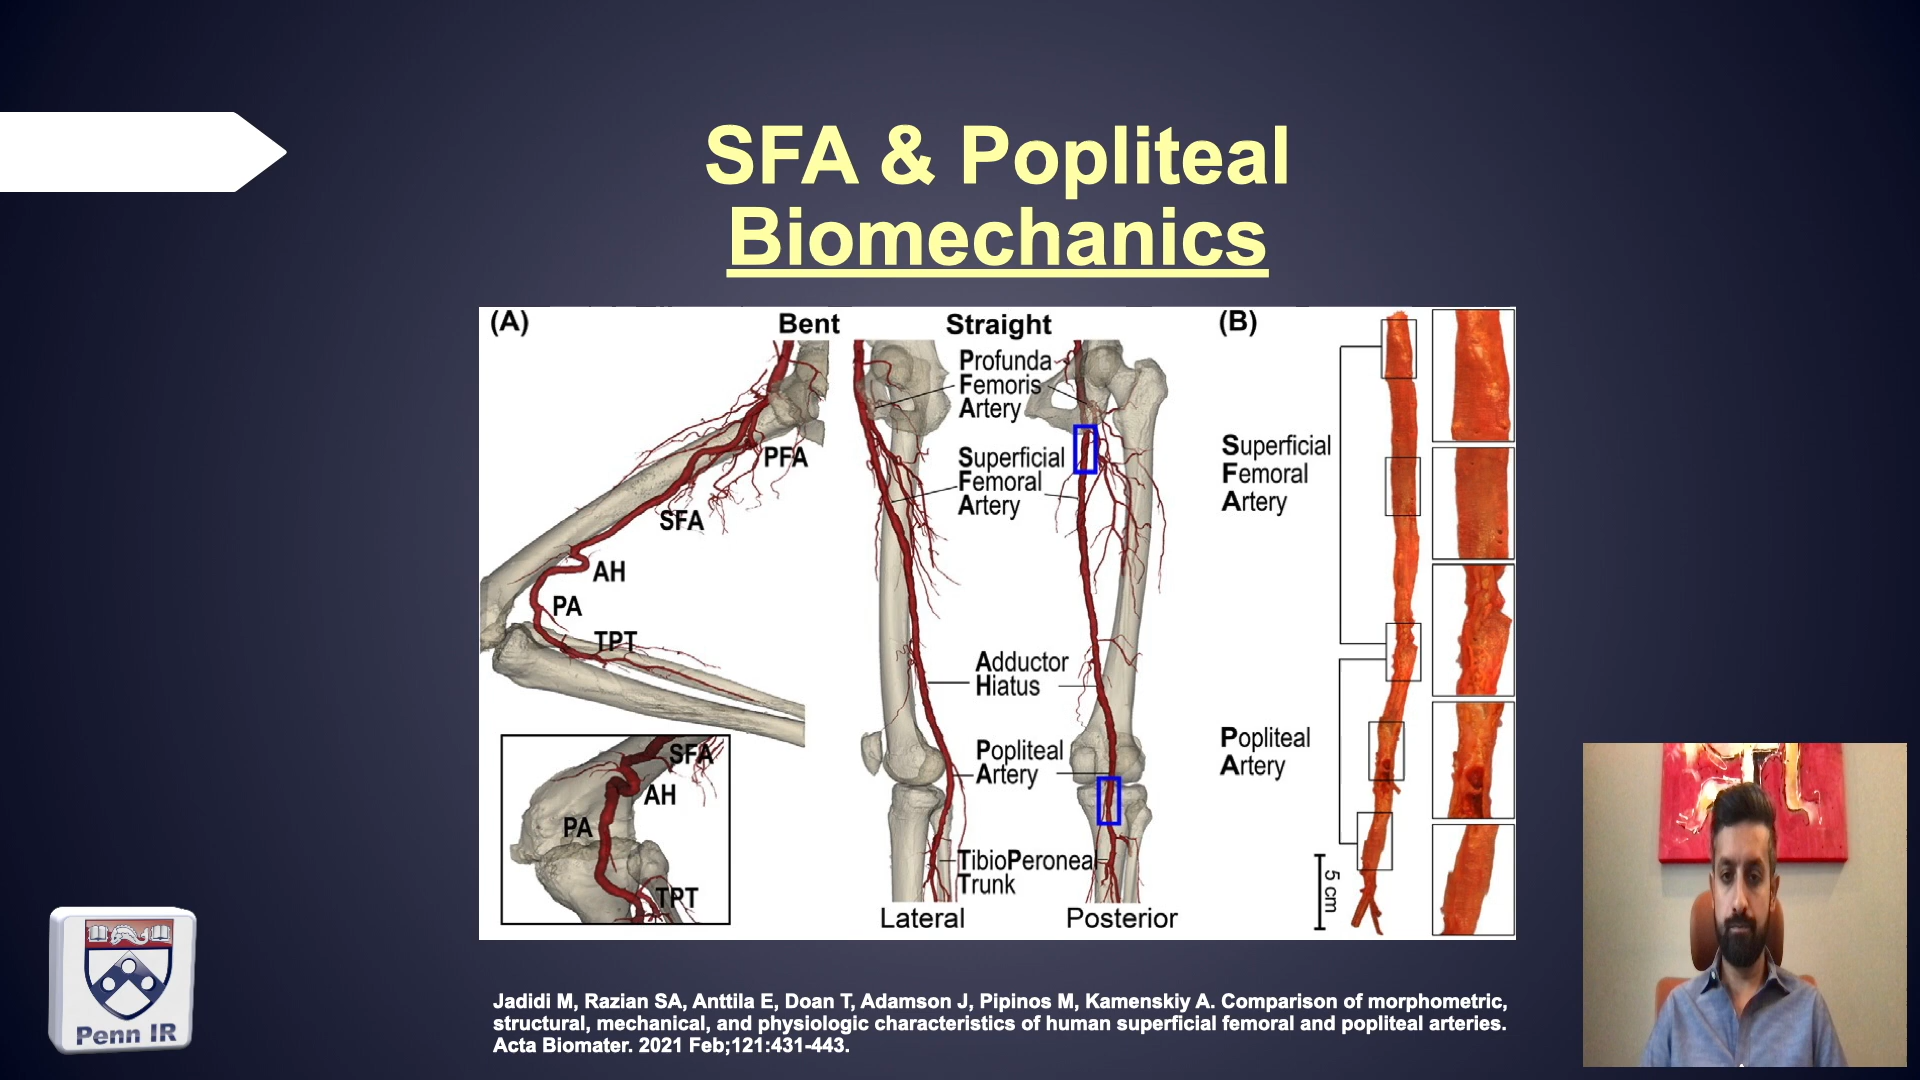 SFA & Popliteal
Biomechanics
(A)
Bent
Straight
(B)
Profunda
Femoris
Artery
PFA
Superficial
Femoral
Artery
SFA
AH
PA
TPT
Adductor
Hiatus
Popliteal
Artery
TibioPeroneal
Trunk
Lateral
Posterior
SFA
AH
PA
TPT
Superficial
Femoral
Artery
Popliteal
Artery
5 cm
Penn IR
Jadidi M, Razian SA, Anttila E, Doan T, Adamson J, Pipinos M, Kamenskiy A. Comparison of morphometric,
structural, mechanical, and physiologic characteristics of human superficial femoral and popliteal arteries.
Acta Biomater. 2021 Feb;121:431-443.